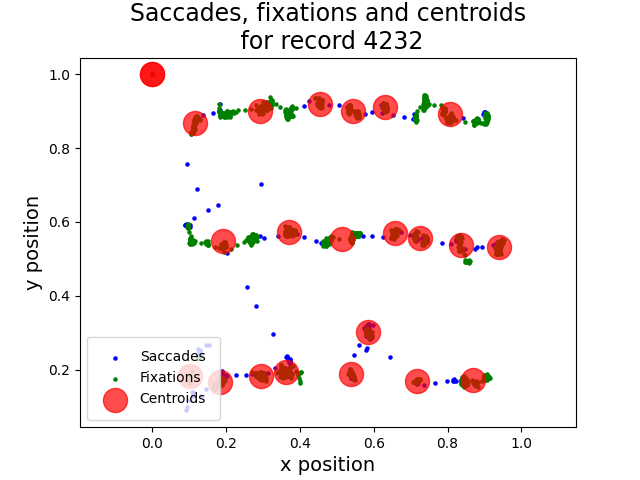 Saccades, fixations and centroids
for record 4232
1.0
0.8
0.6
0.4
0.2
y position
Saccades
Fixations
Centroids
0.0 0.2 0.4 0.6 0.8 1.0
x position